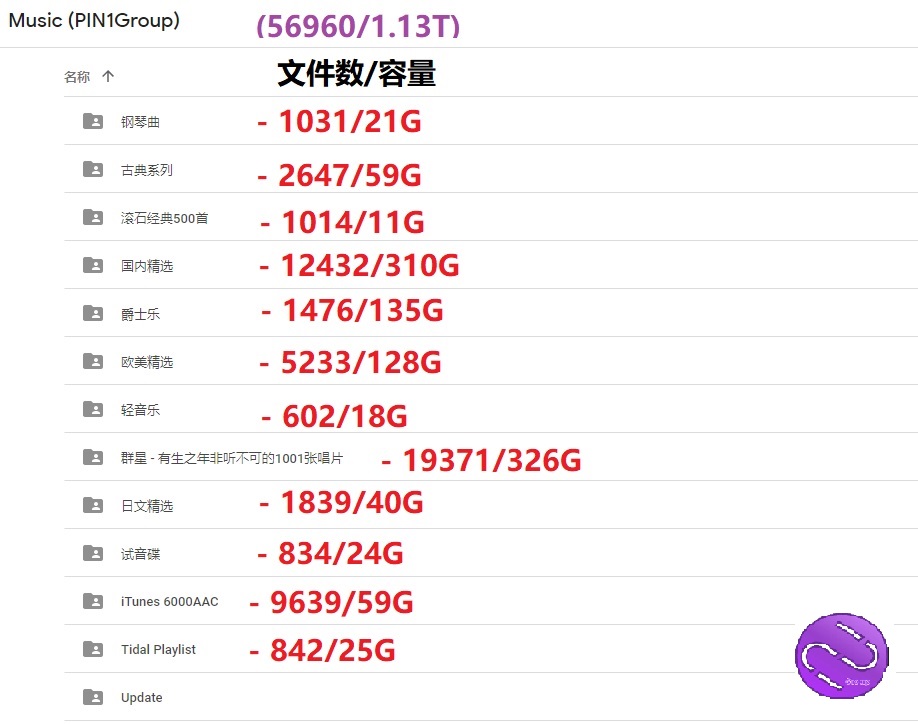 Music (PIN1Group) (56960/1.13T)
名称 ↑ 文件数/容量
钢琴曲 - 1031/21G
古典系列 - 2647/59G
滚石经典500首 - 1014/11G
国内精选 - 12432/310G
爵士乐 - 1476/135G
欧美精选 - 5233/128G
轻音乐 - 602/18G
群星 - 有生之年非听不可的1001张唱片 - 19371/326G
日文精选 - 1839/40G
试音碟 - 834/24G
iTunes 6000AAC - 9639/59G
Tidal Playlist - 842/25G
Update